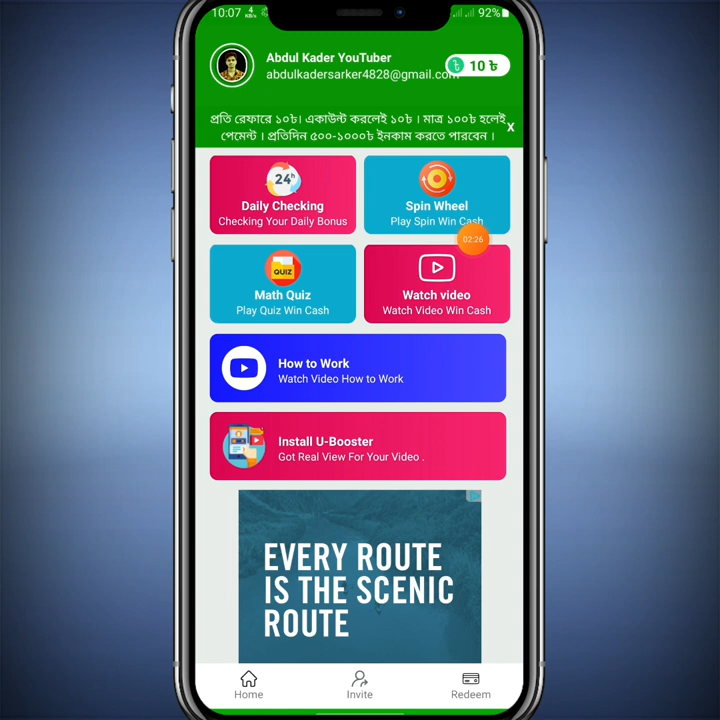 10:07 4 KB/s 92%
Abdul Kader YouTuber
abdulkadersarker4828@gmail.com
10 ৳
প্রতি রেফারে ১০৳। একাউন্ট করলেই ১০৳ । মাত্র ১০০৳ হলেই
পেমেন্ট । প্রতিদিন ৫০০-১০০০৳ ইনকাম করতে পারবেন ।
X
24h
Daily Checking
Checking Your Daily Bonus
Spin Wheel
Play Spin Win Cash
02:26
QUIZ
Math Quiz
Play Quiz Win Cash
Watch video
Watch Video Win Cash
How to Work
Watch Video How to Work
Install U-Booster
Got Real View For Your Video .
EVERY ROUTE
IS THE SCENIC
ROUTE
Home
Invite
Redeem